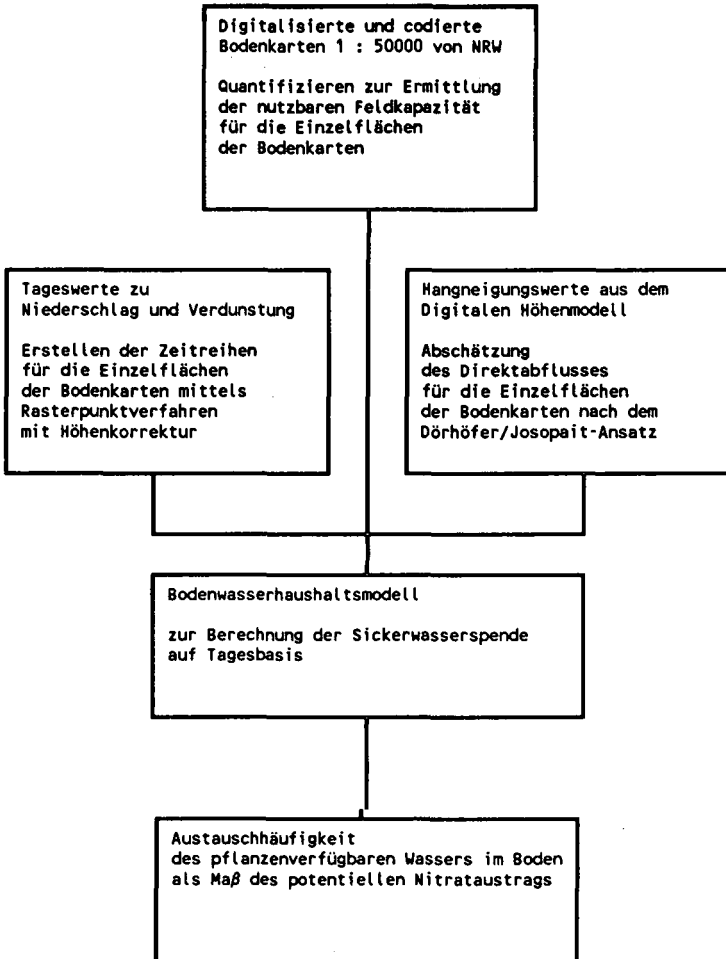 Digitalisierte und codierte
Bodenkarten 1 : 50000 von NRW
Quantifizieren zur Ermittlung
der nutzbaren Feldkapazität
für die Einzelflächen
der Bodenkarten
Tageswerte zu
Niederschlag und Verdunstung
Erstellen der Zeitreihen
für die Einzelflächen
der Bodenkarten mittels
Rasterpunktverfahren
mit Höhenkorrektur
Hangneigungswerte aus dem
Digitalen Höhenmodell
Abschätzung
des Direktabflusses
für die Einzelflächen
der Bodenkarten nach dem
Dörhöfer/Josopait-Ansatz
Bodenwasserhaushaltsmodell
zur Berechnung der Sickerwasserspende
auf Tagesbasis
Austauschhäufigkeit
des pflanzenverfügbaren Wassers im Boden
als Maβ des potentiellen Nitrataustrags